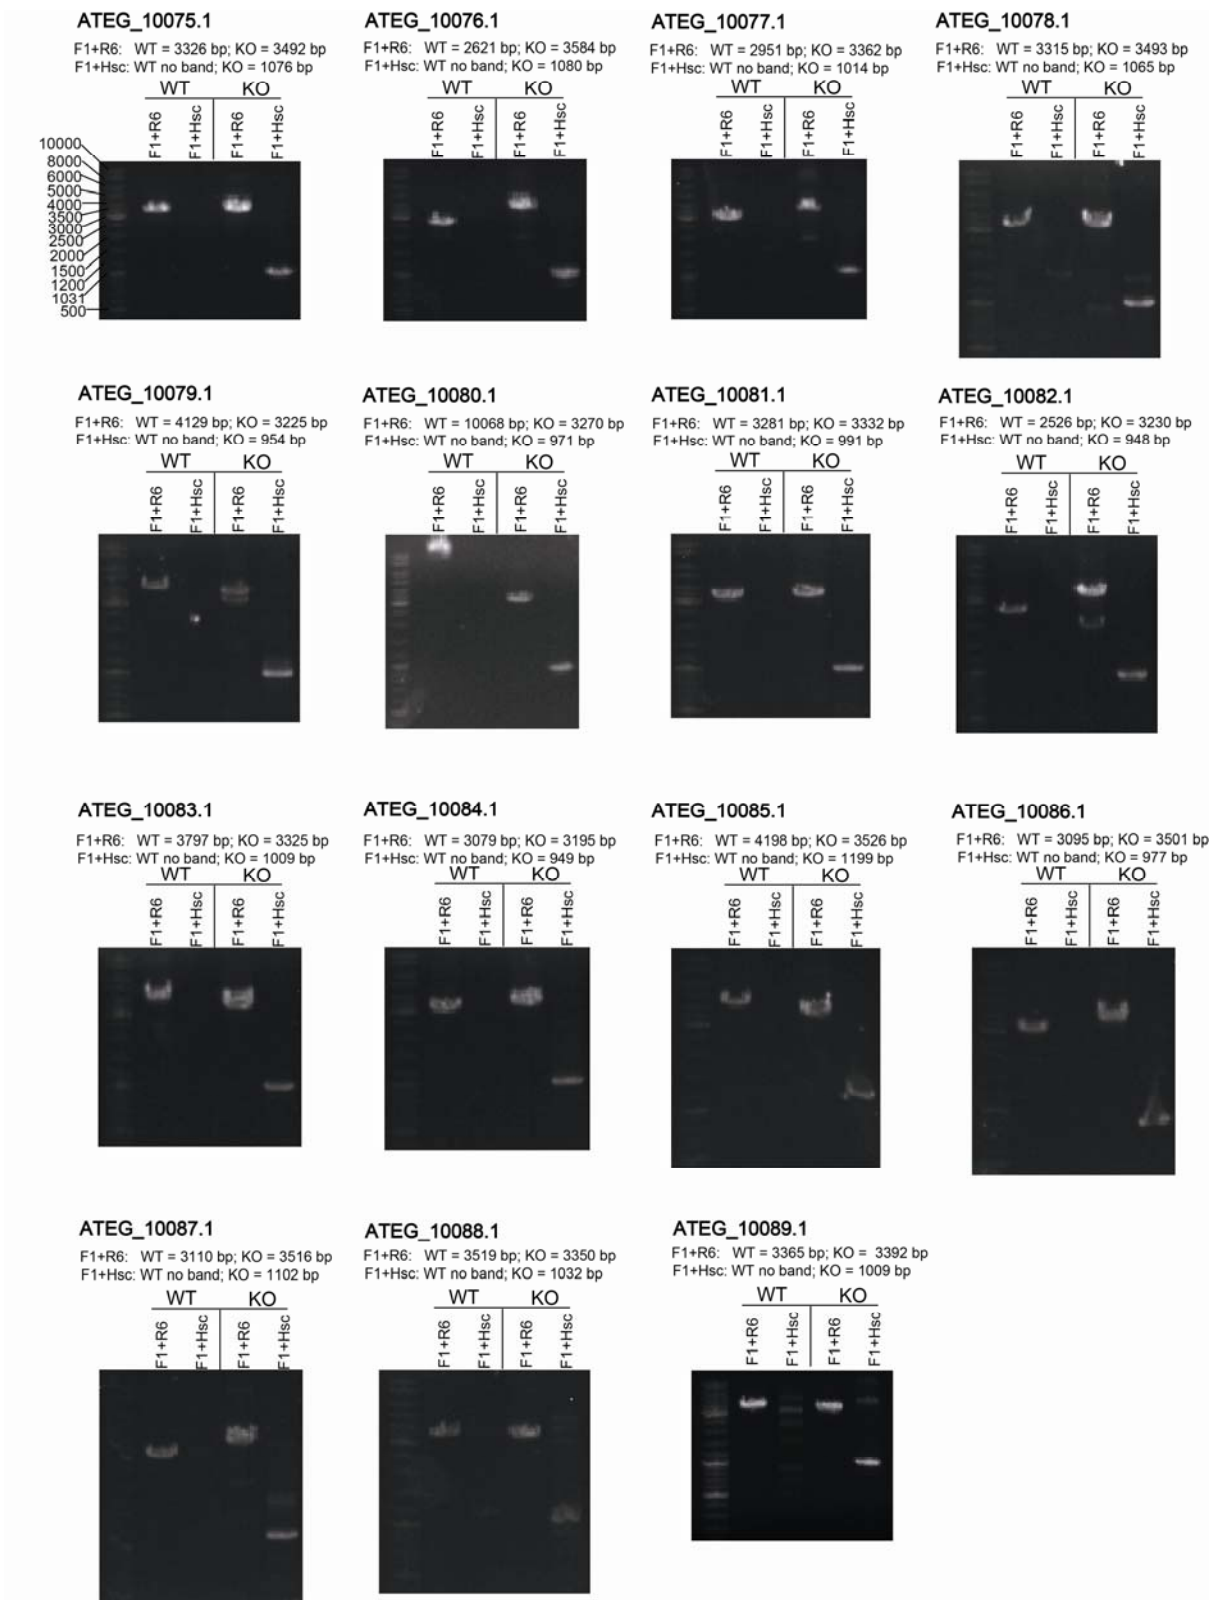 ATEG_10075.1
F1+R6: WT = 3326 bp; KO = 3492 bp
F1+Hsc: WT no band; KO = 1076 bp
WT KO
F1+R6 F1+Hsc F1+R6 F1+Hsc
10000
8000
6000
5000
4000
3500
3000
2500
2000
1500
1200
1031
500
ATEG_10076.1
F1+R6: WT = 2621 bp; KO = 3584 bp
F1+Hsc: WT no band; KO = 1080 bp
WT KO
F1+R6 F1+Hsc F1+R6 F1+Hsc
ATEG_10077.1
F1+R6: WT = 2951 bp; KO = 3362 bp
F1+Hsc: WT no band; KO = 1014 bp
WT KO
F1+R6 F1+Hsc F1+R6 F1+Hsc
ATEG_10078.1
F1+R6: WT = 3315 bp; KO = 3493 bp
F1+Hsc: WT no band; KO = 1065 bp
WT KO
F1+R6 F1+Hsc F1+R6 F1+Hsc
ATEG_10079.1
F1+R6: WT = 4129 bp; KO = 3225 bp
F1+Hsc: WT no band; KO = 954 bp
WT KO
F1+R6 F1+Hsc F1+R6 F1+Hsc
ATEG_10080.1
F1+R6: WT = 10068 bp; KO = 3270 bp
F1+Hsc: WT no band; KO = 971 bp
WT KO
F1+R6 F1+Hsc F1+R6 F1+Hsc
ATEG_10081.1
F1+R6: WT = 3281 bp; KO = 3332 bp
F1+Hsc: WT no band; KO = 991 bp
WT KO
F1+R6 F1+Hsc F1+R6 F1+Hsc
ATEG_10082.1
F1+R6: WT = 2526 bp; KO = 3230 bp
F1+Hsc: WT no band; KO = 948 bp
WT KO
F1+R6 F1+Hsc F1+R6 F1+Hsc
ATEG_10083.1
F1+R6: WT = 3797 bp; KO = 3325 bp
F1+Hsc: WT no band; KO = 1009 bp
WT KO
F1+R6 F1+Hsc F1+R6 F1+Hsc
ATEG_10084.1
F1+R6: WT = 3079 bp; KO = 3195 bp
F1+Hsc: WT no band; KO = 949 bp
WT KO
F1+R6 F1+Hsc F1+R6 F1+Hsc
ATEG_10085.1
F1+R6: WT = 4198 bp; KO = 3526 bp
F1+Hsc: WT no band; KO = 1199 bp
WT KO
F1+R6 F1+Hsc F1+R6 F1+Hsc
ATEG_10086.1
F1+R6: WT = 3095 bp; KO = 3501 bp
F1+Hsc: WT no band; KO = 977 bp
WT KO
F1+R6 F1+Hsc F1+R6 F1+Hsc
ATEG_10087.1
F1+R6: WT = 3110 bp; KO = 3516 bp
F1+Hsc: WT no band; KO = 1102 bp
WT KO
F1+R6 F1+Hsc F1+R6 F1+Hsc
ATEG_10088.1
F1+R6: WT = 3519 bp; KO = 3350 bp
F1+Hsc: WT no band; KO = 1032 bp
WT KO
F1+R6 F1+Hsc F1+R6 F1+Hsc
ATEG_10089.1
F1+R6: WT = 3365 bp; KO = 3392 bp
F1+Hsc: WT no band; KO = 1009 bp
WT KO
F1+R6 F1+Hsc F1+R6 F1+Hsc